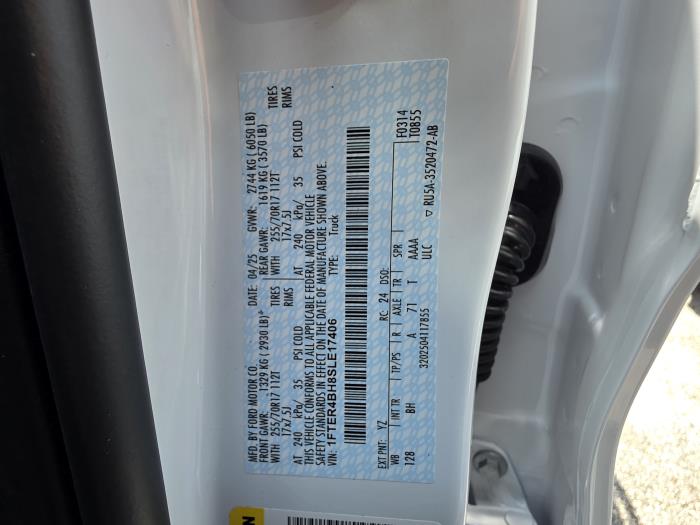 MFD. BY FORD MOTOR CO. DATE: 04/25 GVWR: 2744 KG ( 6050 LB)
FRONT GAWR: 1329 KG ( 2930 LB)* REAR GAWR: 1619 KG ( 3570 LB)
WITH 255/70R17 112T TIRES WITH 255/70R17 112T TIRES
17x7.5J RIMS 17x7.5J RIMS
AT 240 kPa/ 35 PSI COLD AT 240 kPa/ 35 PSI COLD
THIS VEHICLE CONFORMS TO ALL APPLICABLE FEDERAL MOTOR VEHICLE
SAFETY STANDARDS IN EFFECT ON THE DATE OF MANUFACTURE SHOWN ABOVE.
VIN: 1FTER4BH8SLE17406 TYPE: Truck
F0314
T0855
EXT PNT: YZ RC: 24 DSO:
WB INT TR TP/PS R AXLE TR SPR
128 BH A 71 T AAAA
ULC
3202504117855
▽ RU5A-3520472-AB